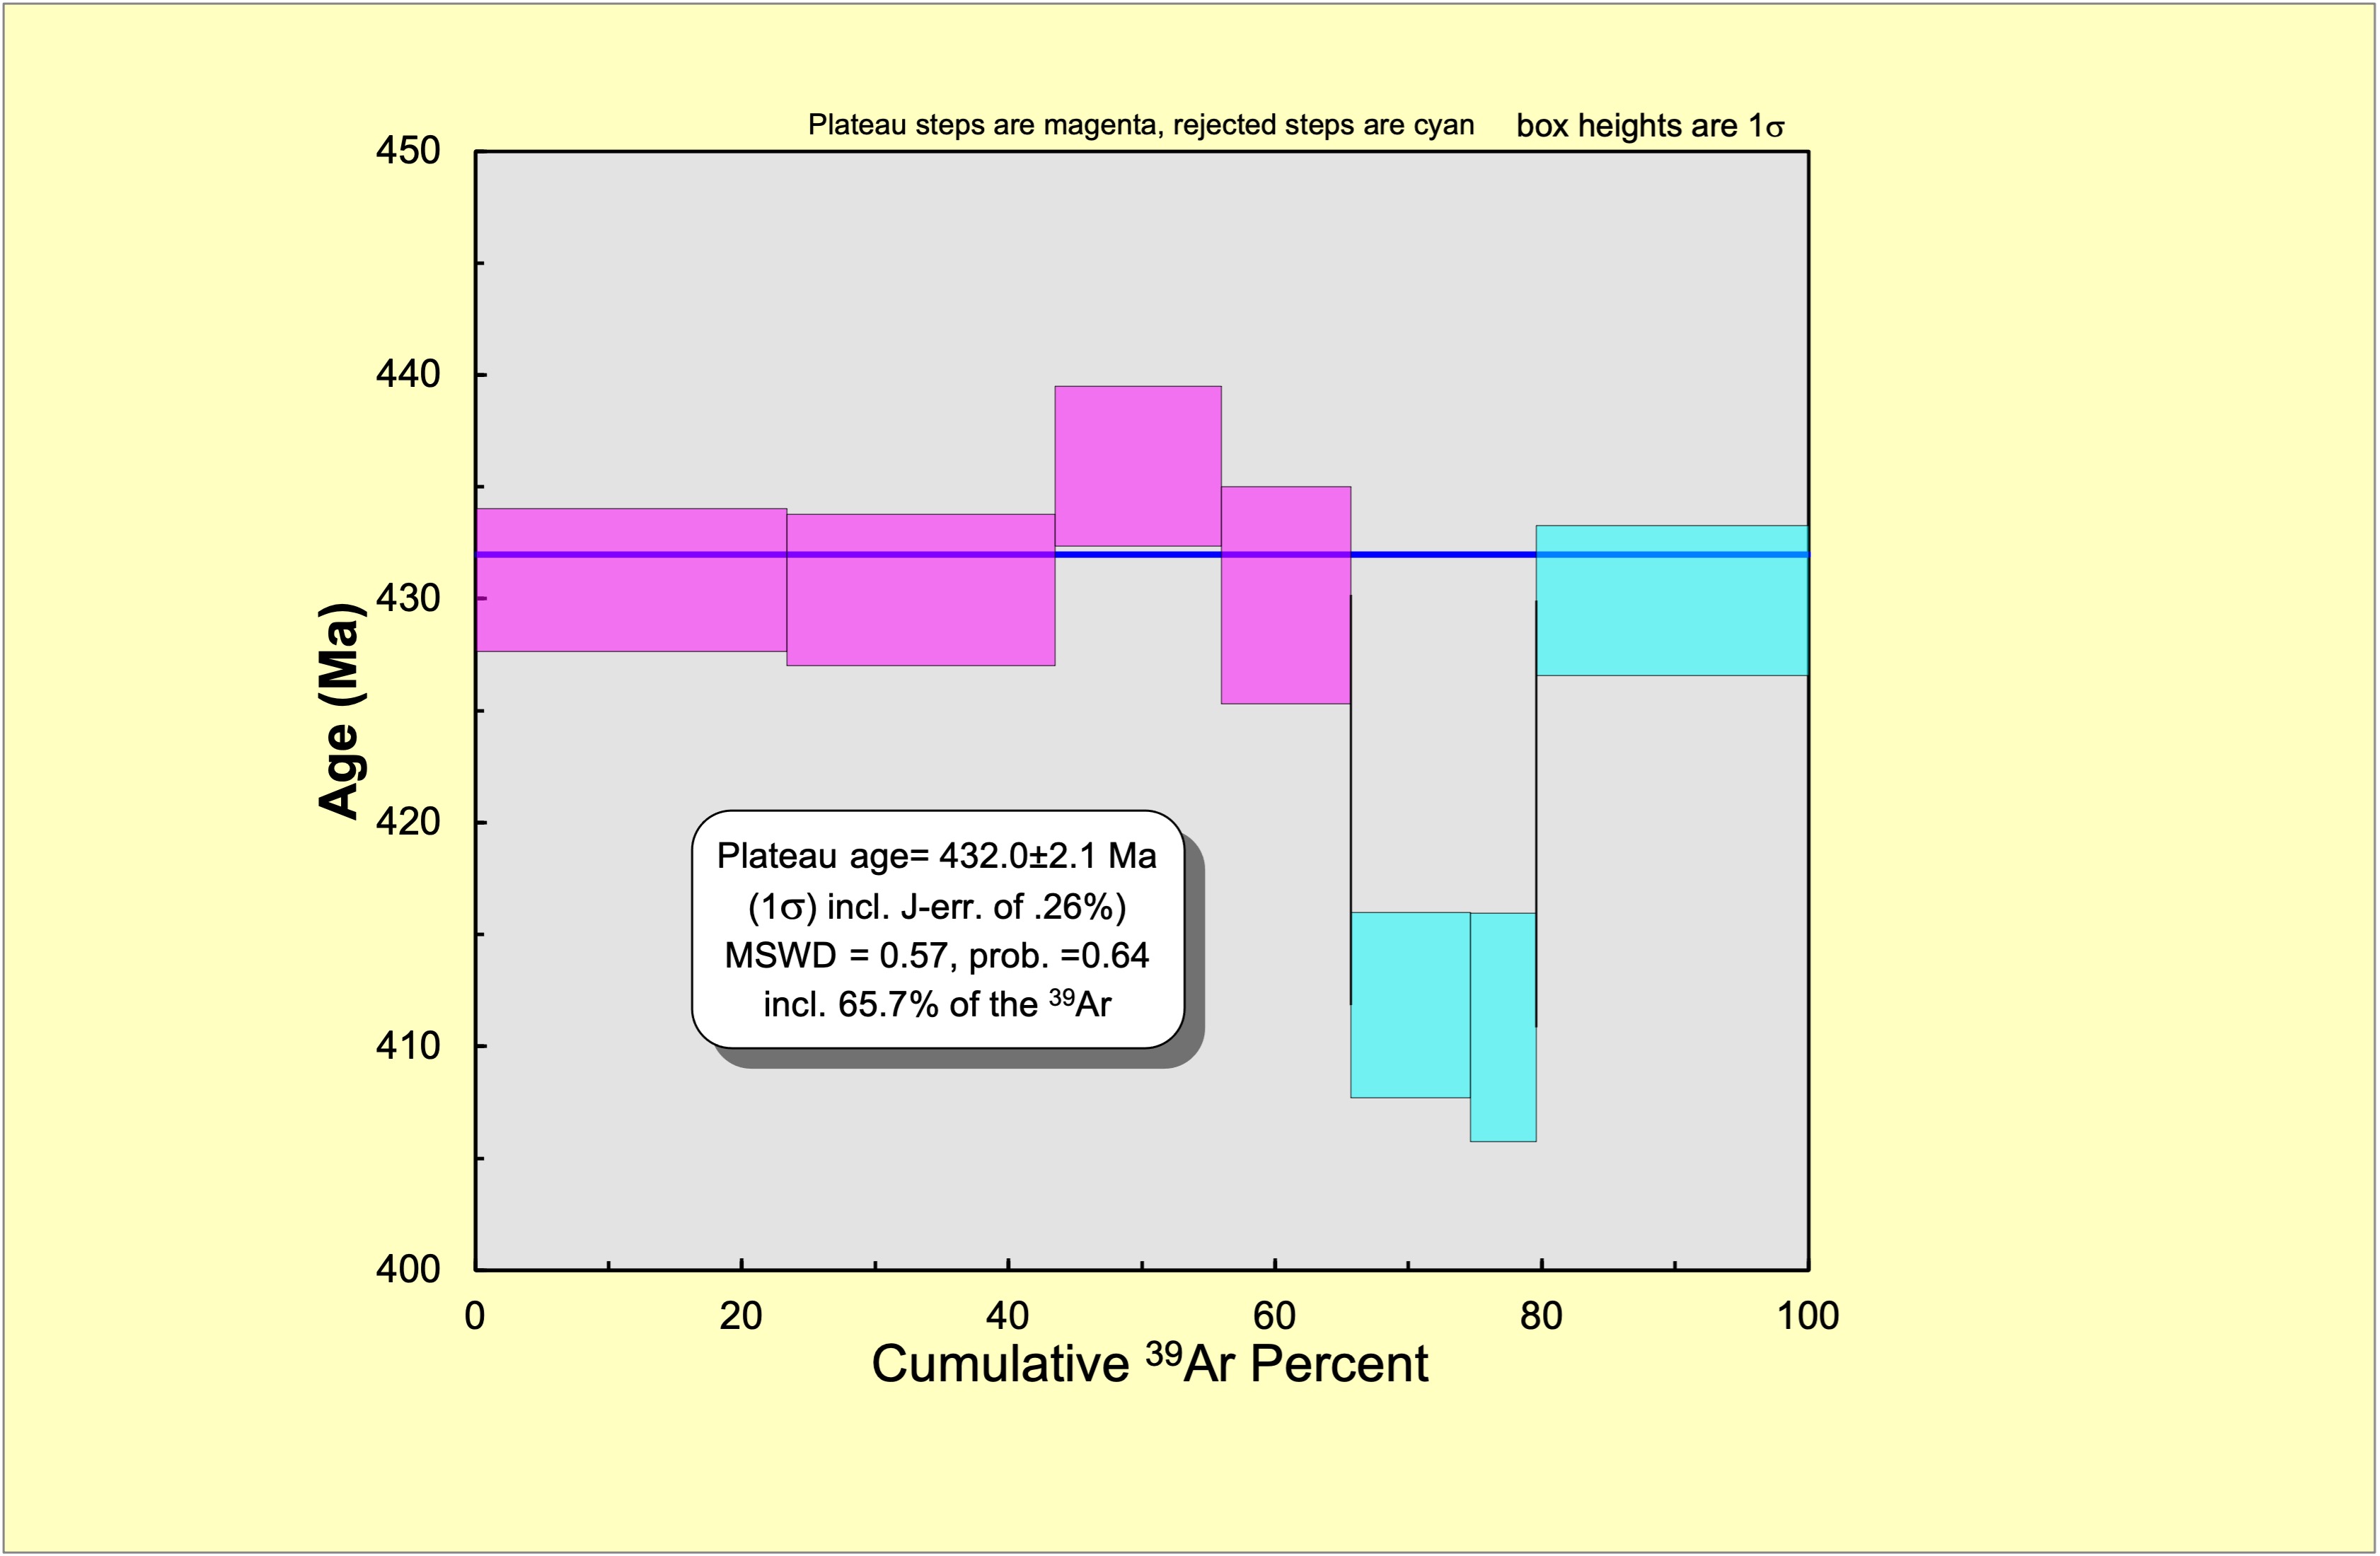 Plateau steps are magenta, rejected steps are cyan box heights are 1σ
450
440
430
420
410
400
Age (Ma)
Plateau age= 432.0±2.1 Ma
(1σ) incl. J-err. of .26%)
MSWD = 0.57, prob. =0.64
incl. 65.7% of the ³⁹Ar
0 20 40 60 80 100
Cumulative ³⁹Ar Percent